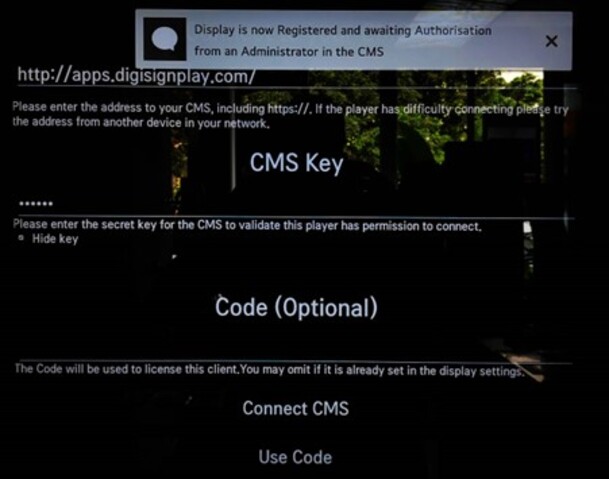 Display is now Registered and awaiting Authorisation
from an Administrator in the CMS
http://apps.digisignplay.com/
Please enter the address to your CMS, including https://. If the player has difficulty connecting please try
the address from another device in your network.
CMS Key
••••••
Please enter the secret key for the CMS to validate this player has permission to connect.
Hide key
Code (Optional)
The Code will be used to license this client.You may omit if it is already set in the display settings.
Connect CMS
Use Code